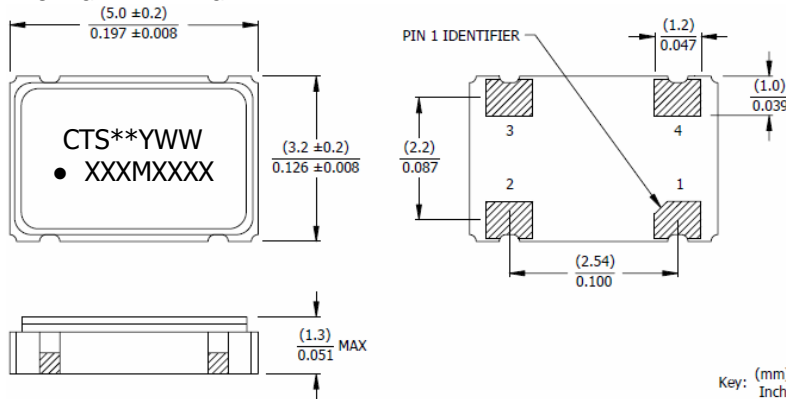 (5.0 ±0.2)
0.197 ±0.008
CTS**YWW
● XXXMXXXX
(3.2 ±0.2)
0.126 ±0.008
(1.3)
0.051 MAX
PIN 1 IDENTIFIER
(1.2)
0.047
(1.0)
0.039
3
4
(2.2)
0.087
2
1
(2.54)
0.100
Key: (mm)
Inch